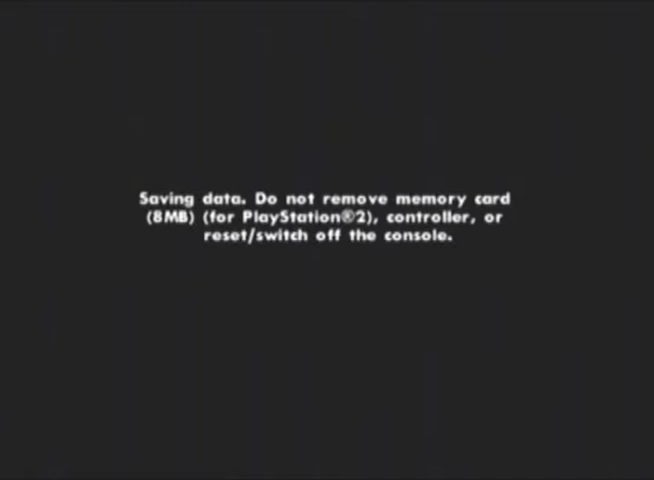 Saving data. Do not remove memory card
(8MB) (for PlayStation®2), controller, or
reset/switch off the console.